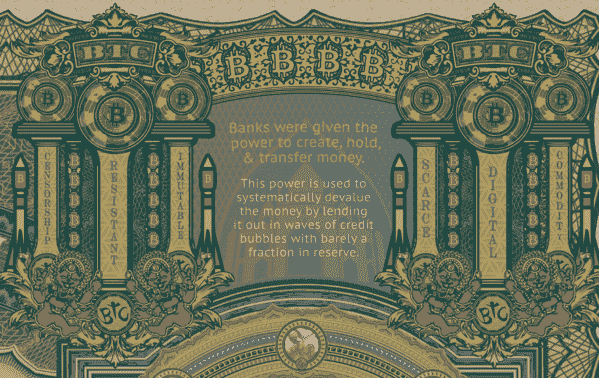 BTC
BTC
CENSORSHIP
RESISTANT
IMMUTABLE
Banks were given the
power to create, hold,
& transfer money.
This power is used to
systematically devalue
the money by lending
it out in waves of credit
bubbles with barely a
fraction in reserve.
SCARCE
DIGITAL
COMMODITY
BTC
BTC